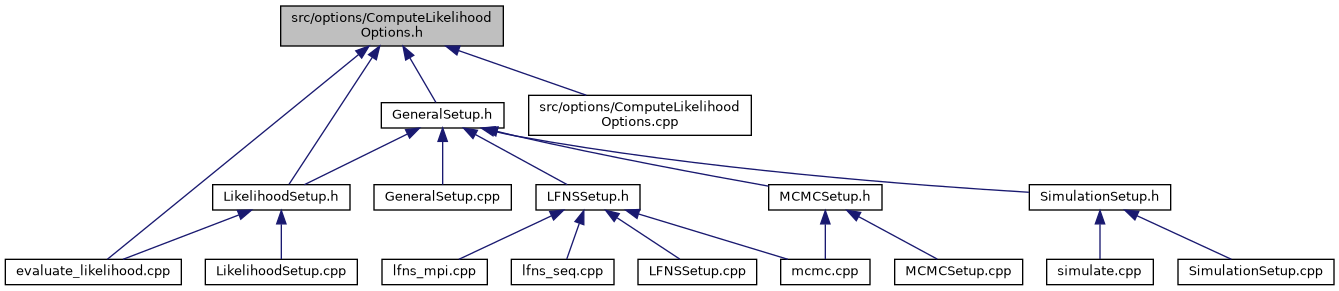 src/options/ComputeLikelihood
Options.h
GeneralSetup.h
src/options/ComputeLikelihood
Options.cpp
LikelihoodSetup.h
GeneralSetup.cpp
LFNSSetup.h
MCMCSetup.h
SimulationSetup.h
evaluate_likelihood.cpp
LikelihoodSetup.cpp
lfns_mpi.cpp
lfns_seq.cpp
LFNSSetup.cpp
mcmc.cpp
MCMCSetup.cpp
simulate.cpp
SimulationSetup.cpp